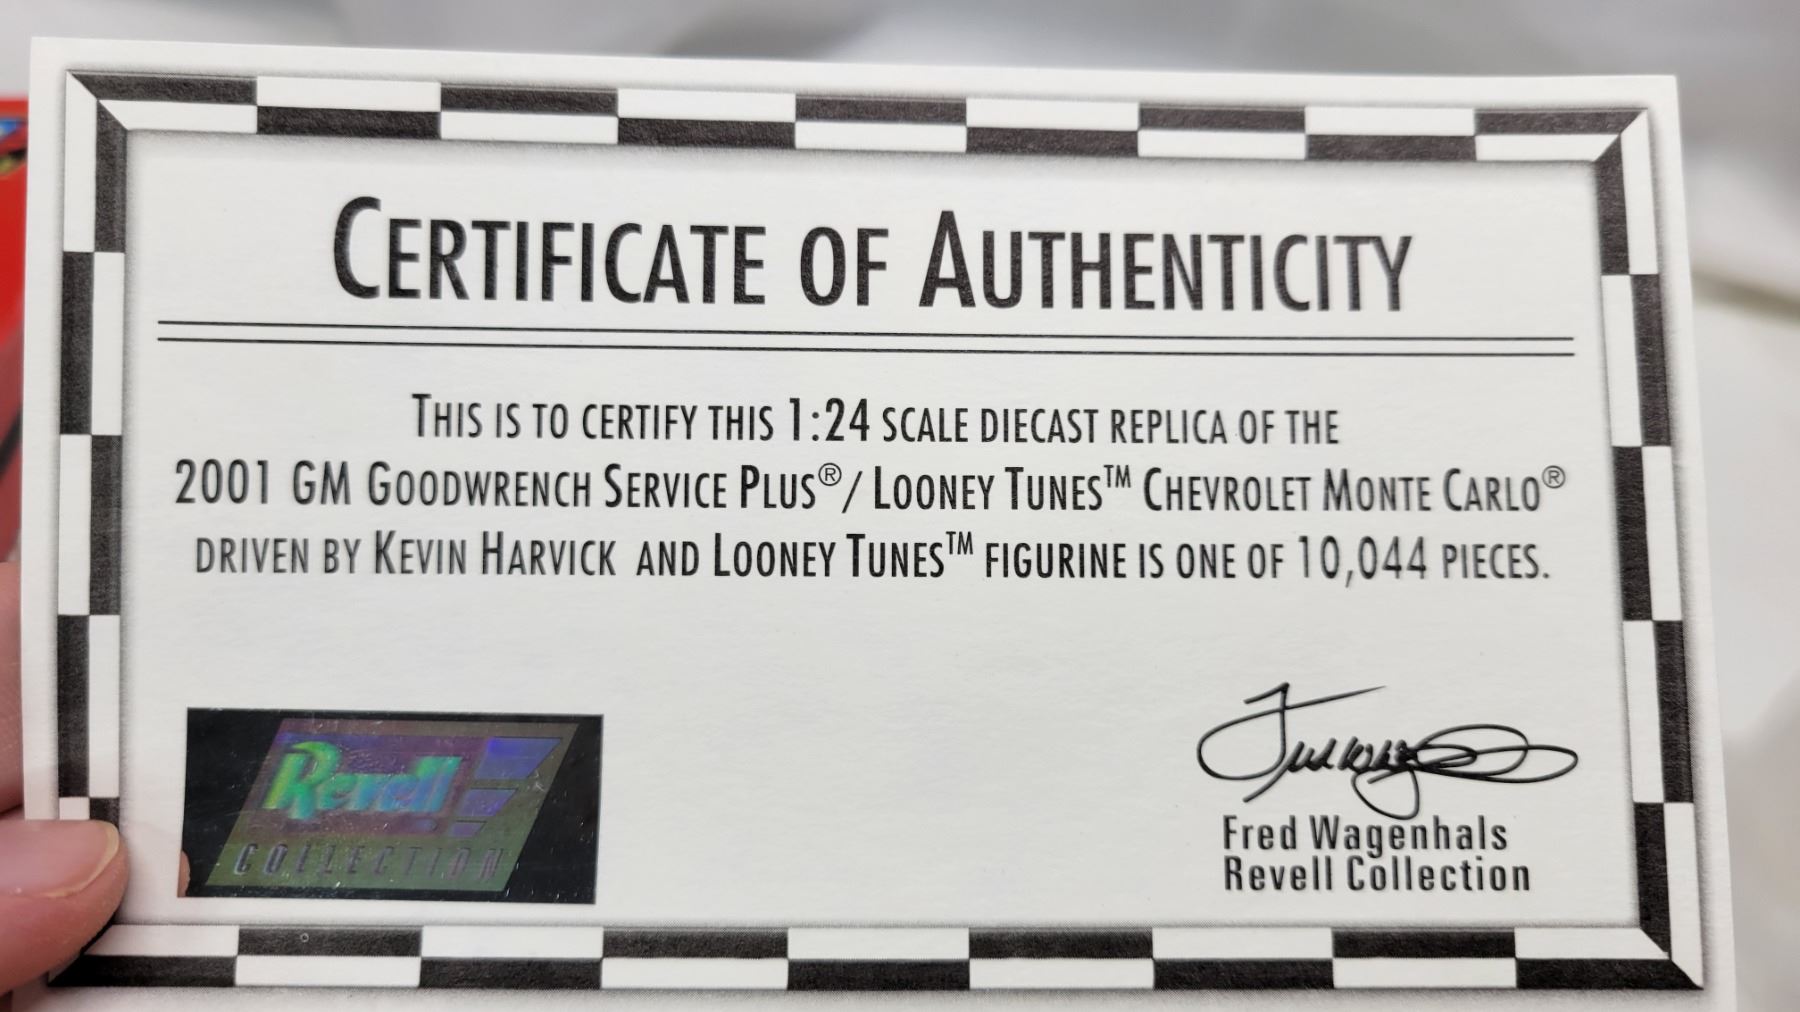 CERTIFICATE OF AUTHENTICITY
THIS IS TO CERTIFY THIS 1:24 SCALE DIECAST REPLICA OF THE
2001 GM GOODWRENCH SERVICE PLUS®/ LOONEY TUNES™ CHEVROLET MONTE CARLO®
DRIVEN BY KEVIN HARVICK AND LOONEY TUNES™ FIGURINE IS ONE OF 10,044 PIECES.
Revell
COLLECTION
Fred Wagenhals
Revell Collection